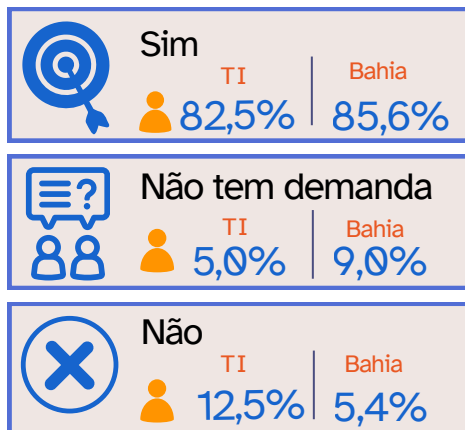 Sim
TI Bahia
82,5% 85,6%
?
Não tem demanda
TI Bahia
5,0% 9,0%
Não
TI Bahia
12,5% 5,4%